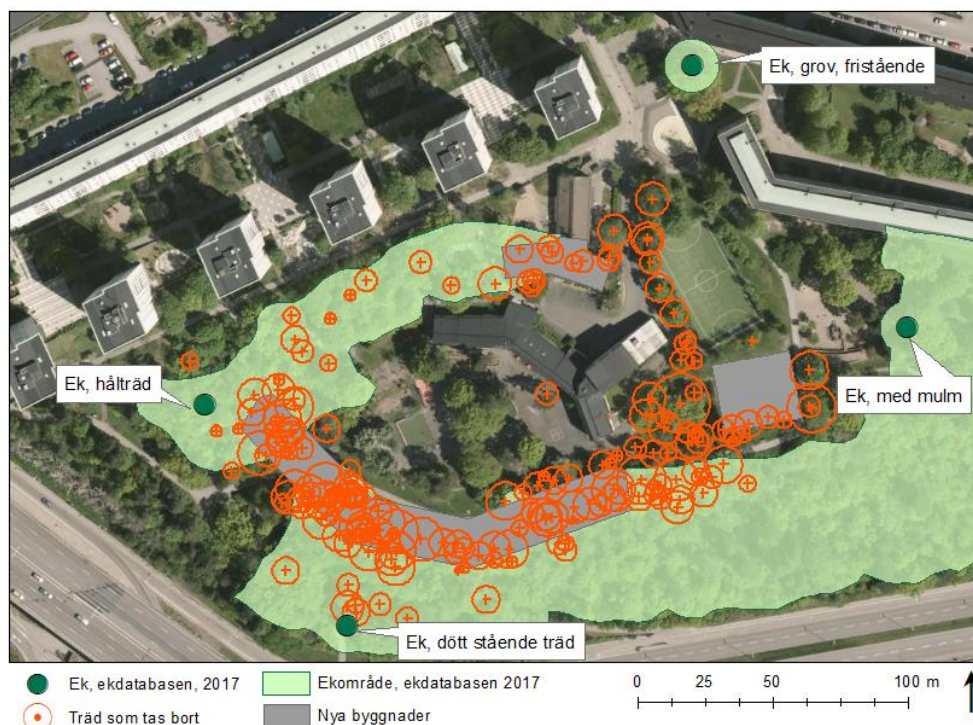 Ek, grov, fristående
Ek, hålträd
Ek, med mulm
Ek, dött stående träd
Ek, ekdatabasen, 2017
Ekområde, ekdatabasen 2017
0 25 50 100 m
Träd som tas bort
Nya byggnader